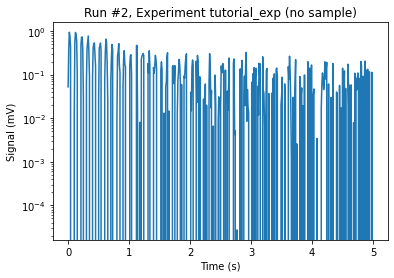 Run #2, Experiment tutorial_exp (no sample)
Signal (mV)
10⁰
10⁻¹
10⁻²
10⁻³
10⁻⁴
0 1 2 3 4 5
Time (s)